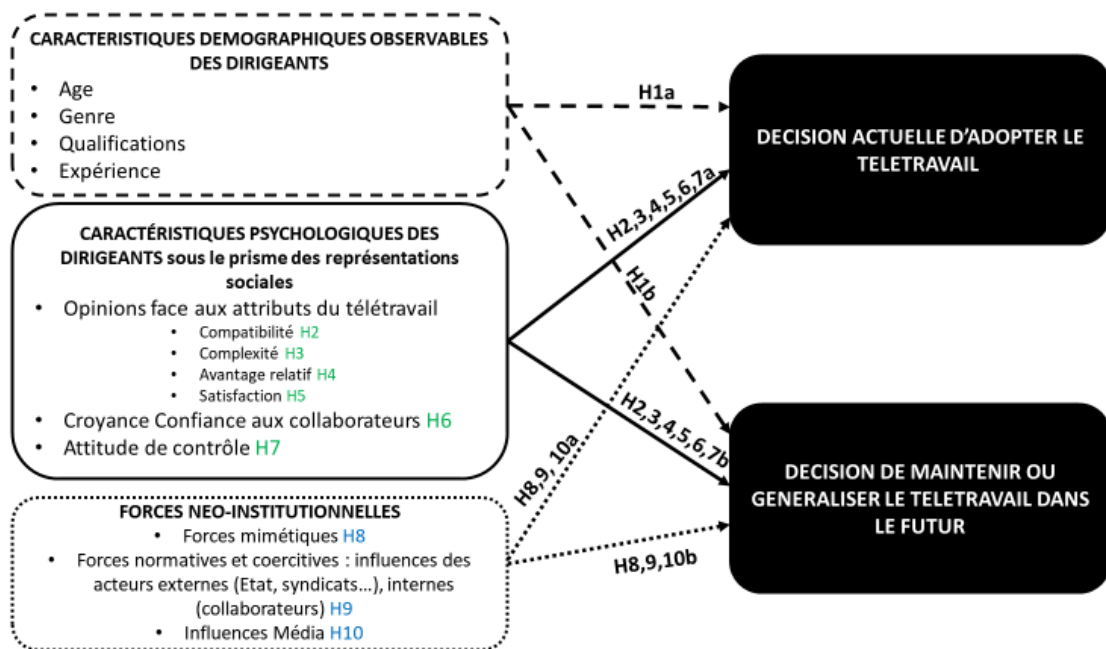 CARACTERISTIQUES DEMOGRAPHIQUES OBSERVABLES
DES DIRIGEANTS
• Age
• Genre
• Qualifications
• Expérience
CARACTÉRISTIQUES PSYCHOLOGIQUES DES
DIRIGEANTS sous le prisme des représentations
sociales
• Opinions face aux attributs du télétravail
• Compatibilité H2
• Complexité H3
• Avantage relatif H4
• Satisfaction H5
• Croyance Confiance aux collaborateurs H6
• Attitude de contrôle H7
FORCES NEO-INSTITUTIONNELLES
• Forces mimétiques H8
• Forces normatives et coercitives : influences des
acteurs externes (Etat, syndicats...), internes
(collaborateurs) H9
• Influences Média H10
H1a
H2,3,4,5,6,7a
H1b
H2,3,4,5,6,7b
H8,9, 10a
H8,9,10b
DECISION ACTUELLE D’ADOPTER LE
TELETRAVAIL
DECISION DE MAINTENIR OU
GENERALISER LE TELETRAVAIL DANS
LE FUTUR